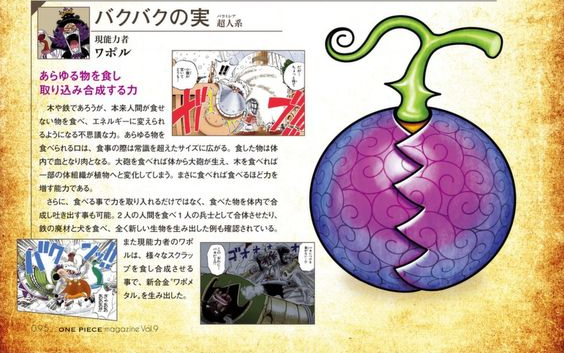 バクバクの実 パラミシア 超人系
現能力者
ワポル
あらゆる物を食し
取り込み合成する力
木や鉄であろうが、本来人間が食せ
ない物を食べ、エネルギーに変えられ
るようになる不思議な力。あらゆる物を
食べられる口は、食事の際は常識を超えたサイズに広がる。食した物は体
内で血となり肉となる。大砲を食べれば体から大砲が生え、木を食べれば
一部の体組織が植物へと変化してしまう。まさに食べれば食べるほど力を
増す能力である。
さらに、食べる事で力を取り入れるだけではなく、食べた物を体内で合
成し吐き出す事も可能。2人の人間を食べ1人の兵士として合体させたり、
鉄の廃材と犬を食べ、全く新しい生物を生み出した例も確認されている。
また現能力者のワポ
ルは、様々なスクラッ
プを食し合成させる
事で、新合金“ワポメ
タル”を生み出した。
095 ONE PIECE magazine Vol.9